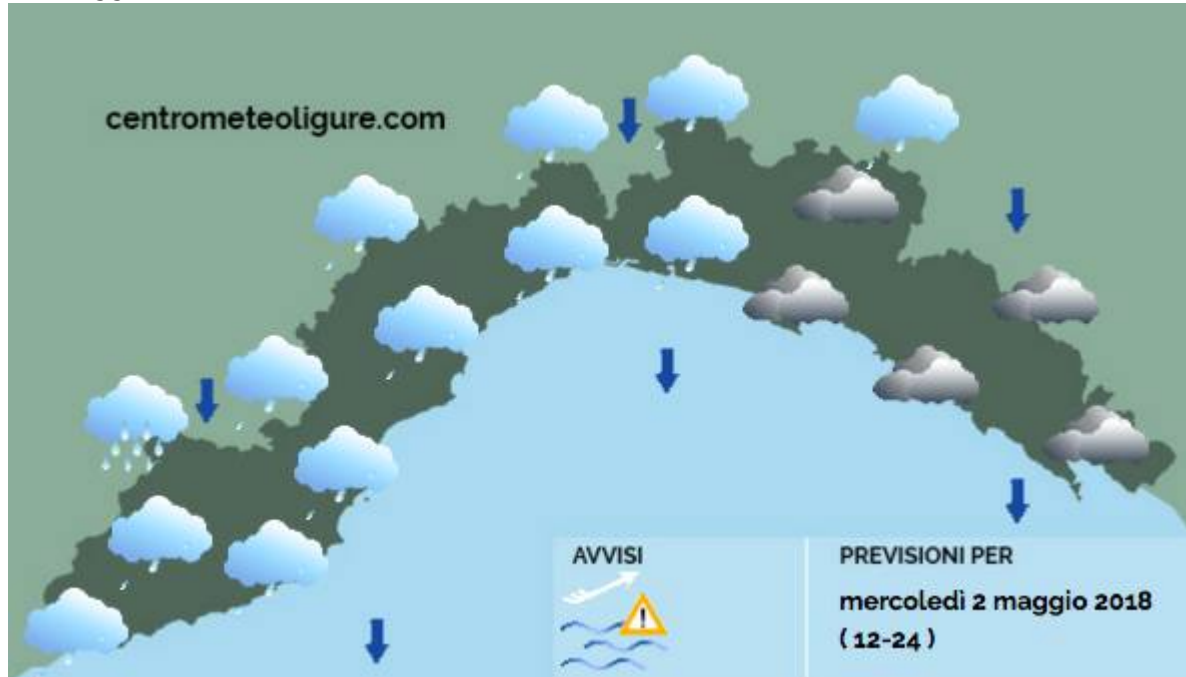 centrometeoligure.com
AVVISI
PREVISIONI PER
mercoledì 2 maggio 2018
( 12-24 )